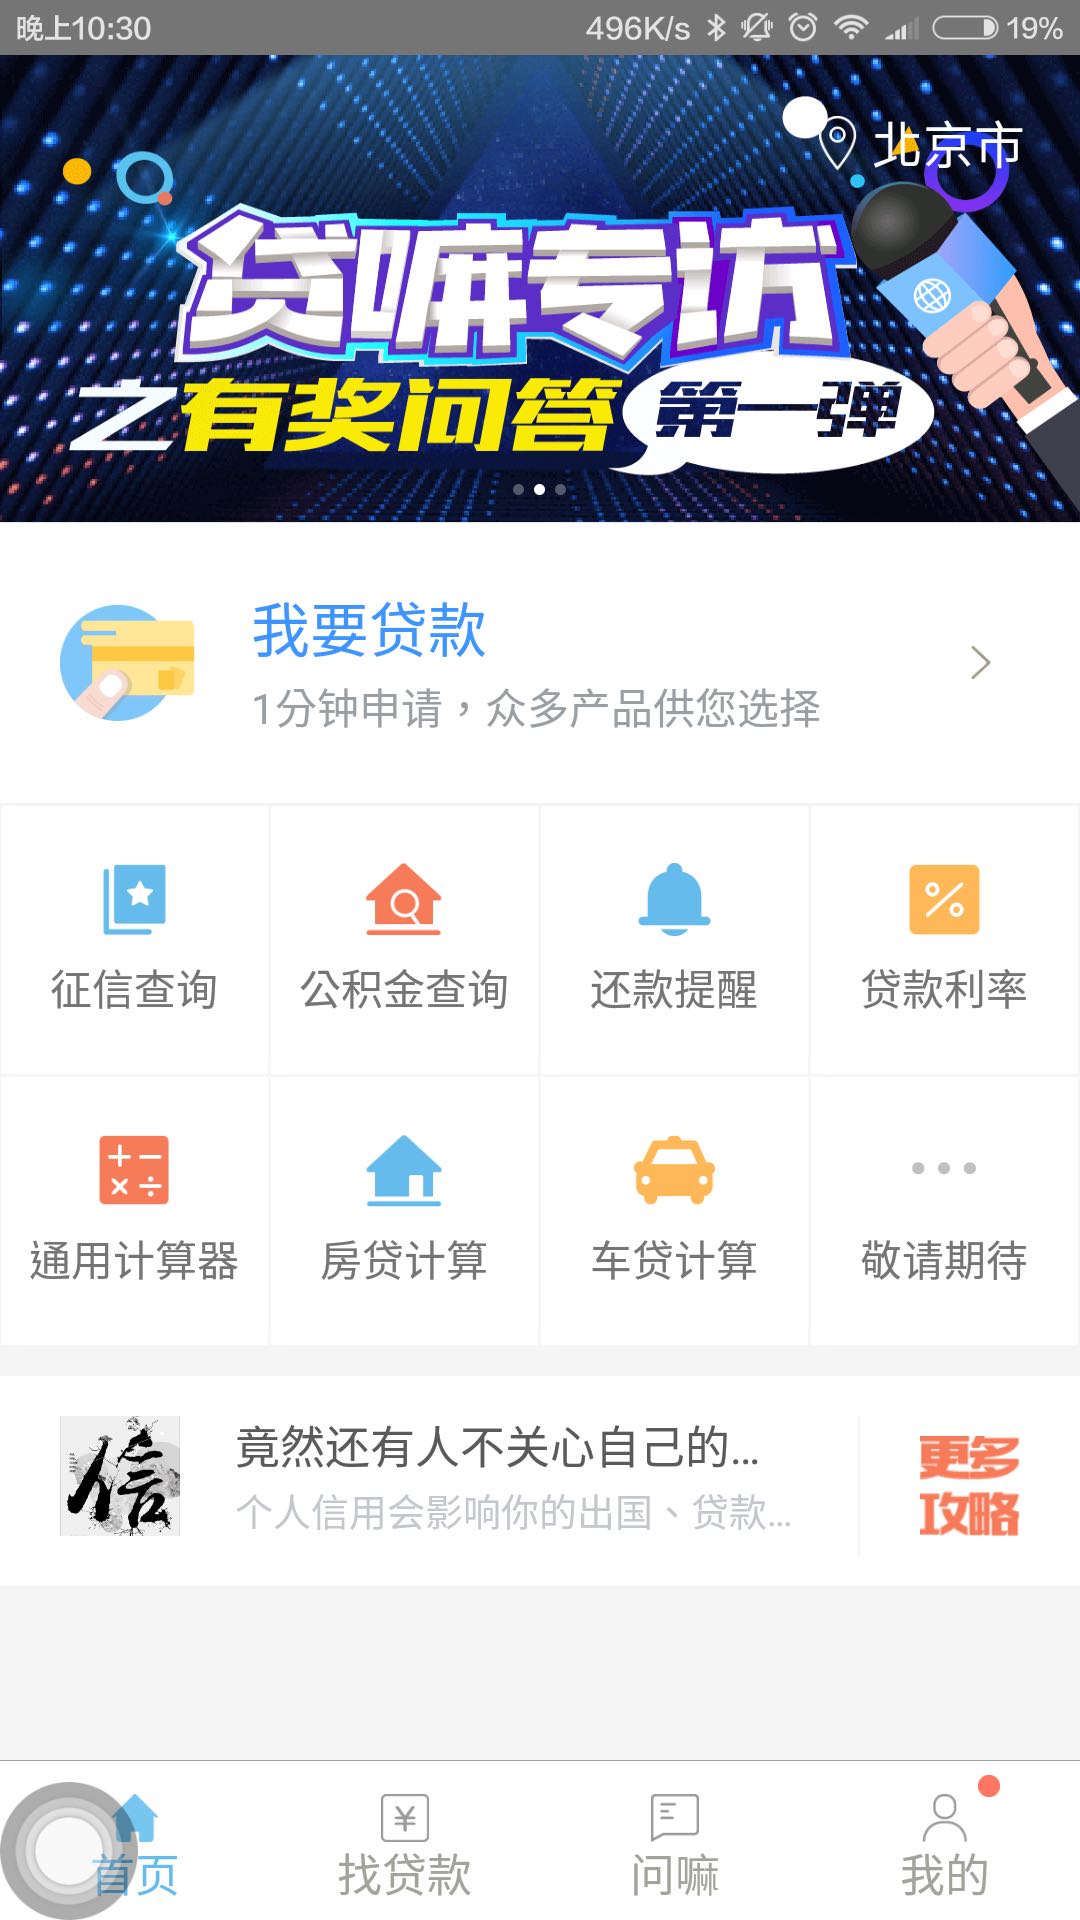 晚上10:30 496K/s 19%
北京市
贷嘛专访
之有奖问答 第一弹
我要贷款
1分钟申请，众多产品供您选择
征信查询 公积金查询 还款提醒 贷款利率
通用计算器 房贷计算 车贷计算 敬请期待
信
竟然还有人不关心自己的...
个人信用会影响你的出国、贷款...
更多
攻略
首页 找贷款 问嘛 我的